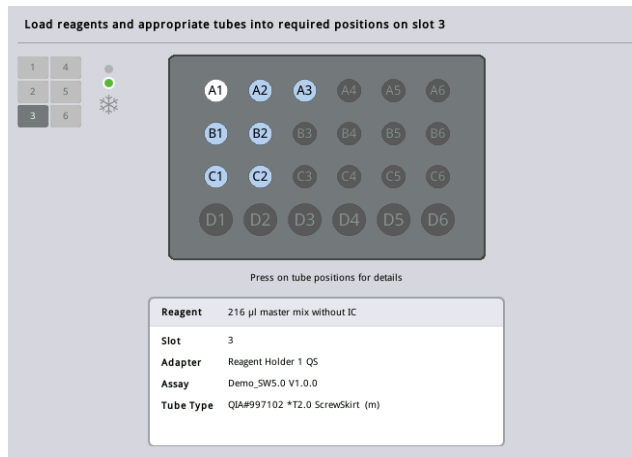 Load reagents and appropriate tubes into required positions on slot 3
1 4
2 5
3 6
A1 A2 A3 A4 A5 A6
B1 B2 B3 B4 B5 B6
C1 C2 C3 C4 C5 C6
D1 D2 D3 D4 D5 D6
Press on tube positions for details
Reagent 216 µl master mix without IC
Slot 3
Adapter Reagent Holder 1 QS
Assay Demo_SW5.0 V1.0.0
Tube Type QIA#997102 *T2.0 ScrewSkirt (m)